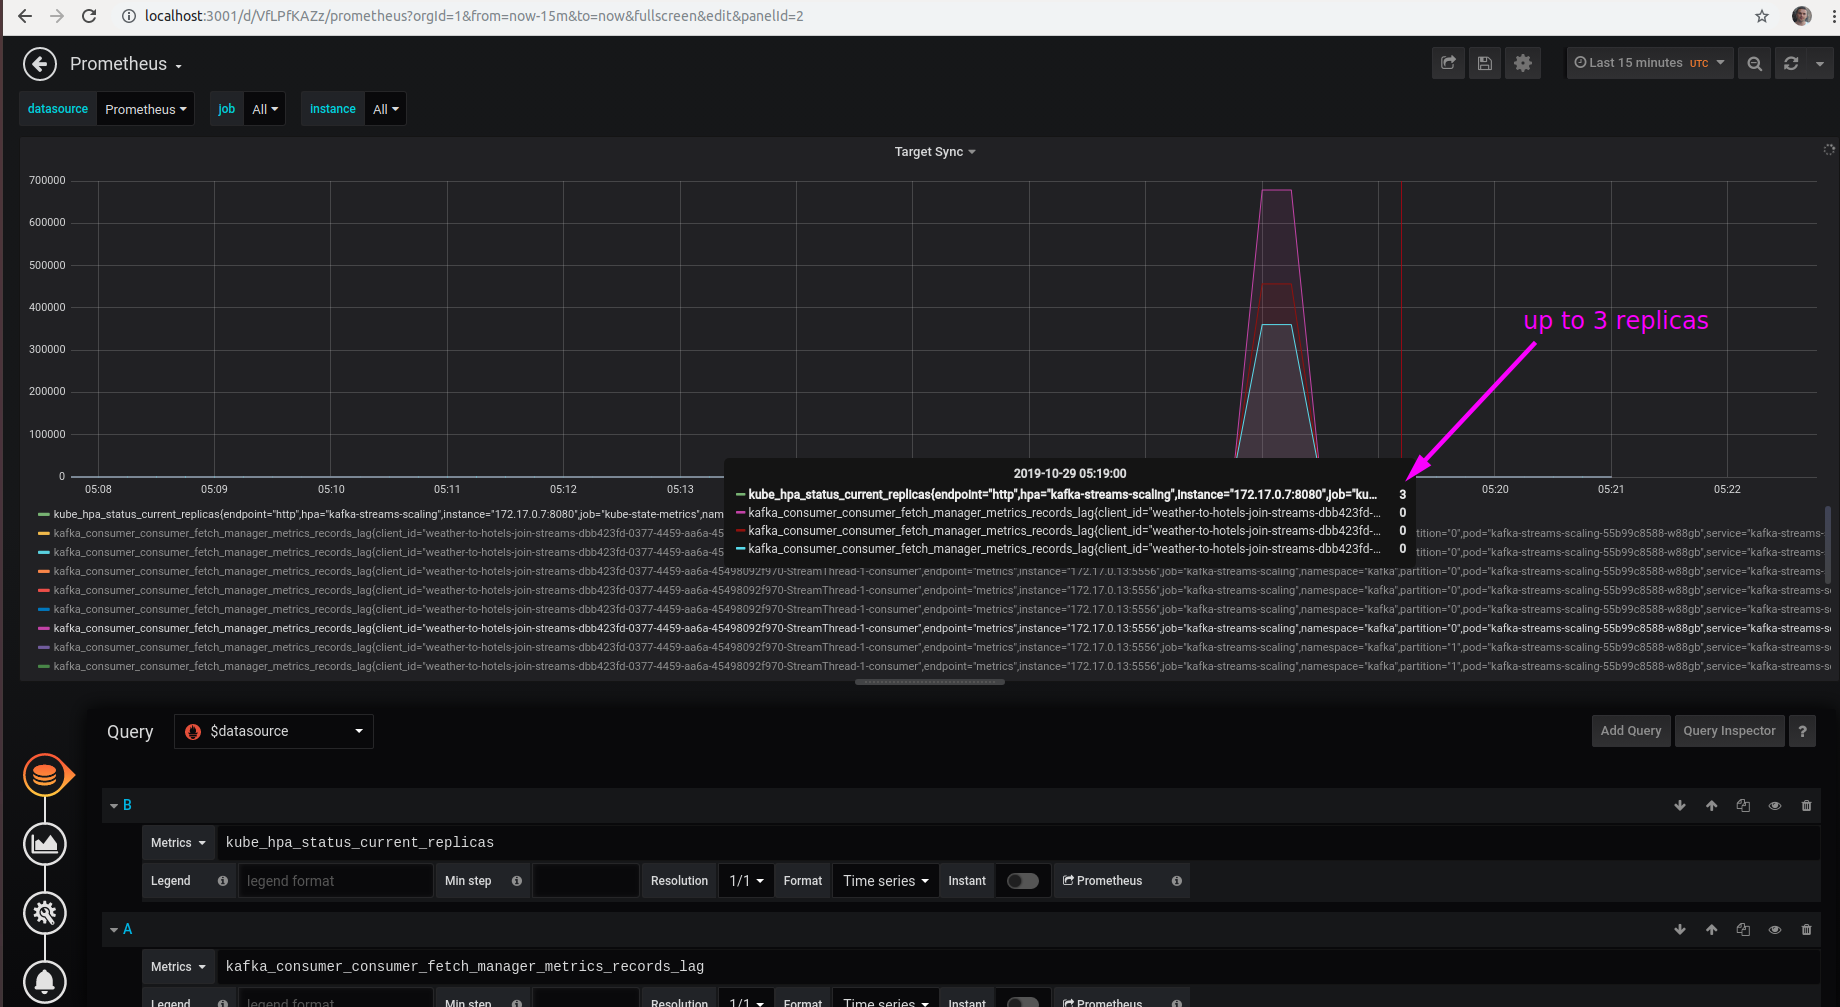 localhost:3001/d/VfLPfKAZz/prometheus?orgId=1&from=now-15m&to=now&fullscreen&edit&panelId=2
Prometheus
Last 15 minutes UTC
datasource Prometheus job All instance All
Target Sync
700000
600000
500000
400000
300000
200000
100000
0
up to 3 replicas
05:08 05:09 05:10 05:11 05:12 05:13 05:20 05:21 05:22
2019-10-29 05:19:00
kube_hpa_status_current_replicas{endpoint="http",hpa="kafka-streams-scaling",instance="172.17.0.7:8080",job="ku... 3
kafka_consumer_consumer_fetch_manager_metrics_records_lag{client_id="weather-to-hotels-join-streams-dbb423fd-... 0
kafka_consumer_consumer_fetch_manager_metrics_records_lag{client_id="weather-to-hotels-join-streams-dbb423fd-... 0
kafka_consumer_consumer_fetch_manager_metrics_records_lag{client_id="weather-to-hotels-join-streams-dbb423fd-... 0
kube_hpa_status_current_replicas{endpoint="http",hpa="kafka-streams-scaling",instance="172.17.0.7:8080",job="kube-state-metrics",nam
kafka_consumer_consumer_fetch_manager_metrics_records_lag{client_id="weather-to-hotels-join-streams-dbb423fd-0377-4459-aa6a-45 tition="0",pod="kafka-streams-scaling-55b99c8588-w88gb",service="kafka-streams-
kafka_consumer_consumer_fetch_manager_metrics_records_lag{client_id="weather-to-hotels-join-streams-dbb423fd-0377-4459-aa6a-45 tition="0",pod="kafka-streams-scaling-55b99c8588-w88gb",service="kafka-streams-
kafka_consumer_consumer_fetch_manager_metrics_records_lag{client_id="weather-to-hotels-join-streams-dbb423fd-0377-4459-aa6a-45498092f970-StreamThread-1-consumer",endpoint="metrics",instance="172.17.0.13:5556",job="kafka-streams-scaling",namespace="kafka",partition="0",pod="kafka-streams-scaling-55b99c8588-w88gb",service="kafka-streams-
kafka_consumer_consumer_fetch_manager_metrics_records_lag{client_id="weather-to-hotels-join-streams-dbb423fd-0377-4459-aa6a-45498092f970-StreamThread-1-consumer",endpoint="metrics",instance="172.17.0.13:5556",job="kafka-streams-scaling",namespace="kafka",partition="0",pod="kafka-streams-scaling-55b99c8588-w88gb",service="kafka-streams-s
kafka_consumer_consumer_fetch_manager_metrics_records_lag{client_id="weather-to-hotels-join-streams-dbb423fd-0377-4459-aa6a-45498092f970-StreamThread-1-consumer",endpoint="metrics",instance="172.17.0.13:5556",job="kafka-streams-scaling",namespace="kafka",partition="0",pod="kafka-streams-scaling-55b99c8588-w88gb",service="kafka-streams-s
kafka_consumer_consumer_fetch_manager_metrics_records_lag{client_id="weather-to-hotels-join-streams-dbb423fd-0377-4459-aa6a-45498092f970-StreamThread-1-consumer",endpoint="metrics",instance="172.17.0.13:5556",job="kafka-streams-scaling",namespace="kafka",partition="0",pod="kafka-streams-scaling-55b99c8588-w88gb",service="kafka-streams-s
kafka_consumer_consumer_fetch_manager_metrics_records_lag{client_id="weather-to-hotels-join-streams-dbb423fd-0377-4459-aa6a-45498092f970-StreamThread-1-consumer",endpoint="metrics",instance="172.17.0.13:5556",job="kafka-streams-scaling",namespace="kafka",partition="1",pod="kafka-streams-scaling-55b99c8588-w88gb",service="kafka-streams-s
kafka_consumer_consumer_fetch_manager_metrics_records_lag{client_id="weather-to-hotels-join-streams-dbb423fd-0377-4459-aa6a-45498092f970-StreamThread-1-consumer",endpoint="metrics",instance="172.17.0.13:5556",job="kafka-streams-scaling",namespace="kafka",partition="1",pod="kafka-streams-scaling-55b99c8588-w88gb",service="kafka-streams-s
Query $datasource Add Query Query Inspector ?
B
Metrics kube_hpa_status_current_replicas
Legend legend format Min step Resolution 1/1 Format Time series Instant Prometheus
A
Metrics kafka_consumer_consumer_fetch_manager_metrics_records_lag
Legend legend format Min step Resolution 1/1 Format Time series Instant Prometheus